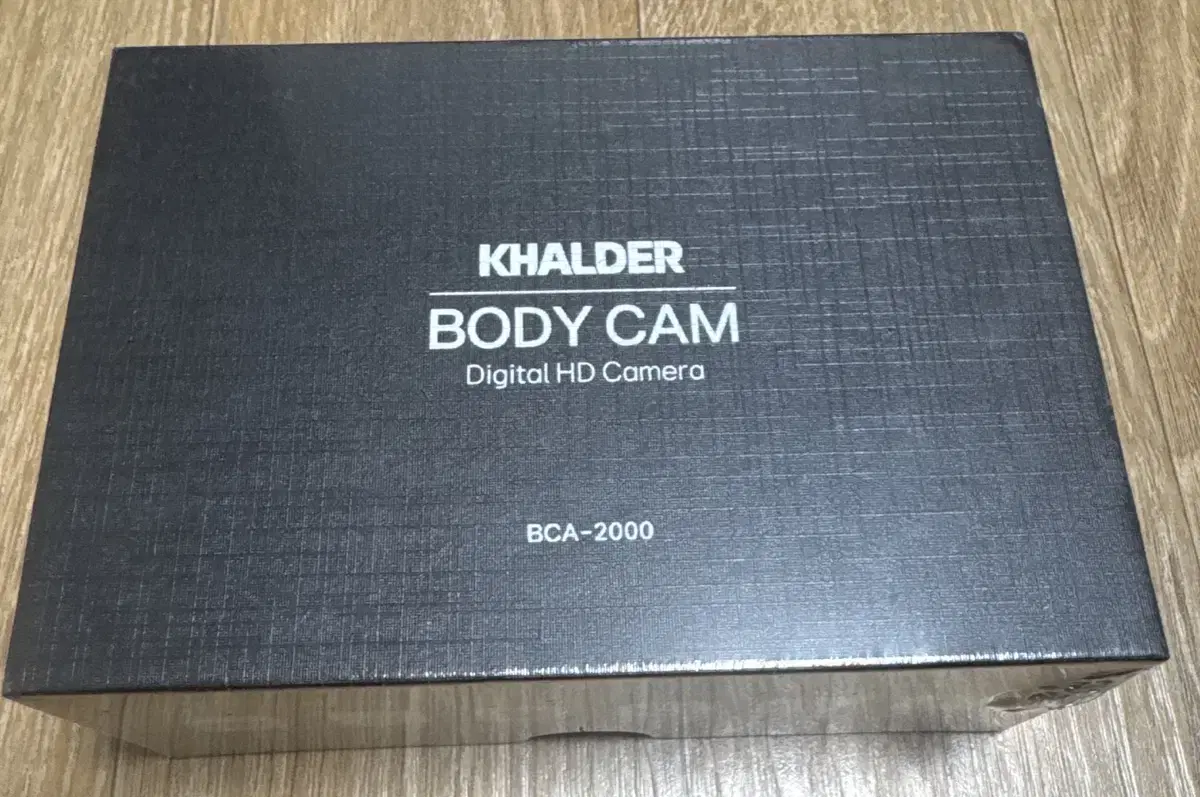 KHALDER
BODY CAM
Digital HD Camera
BCA-2000